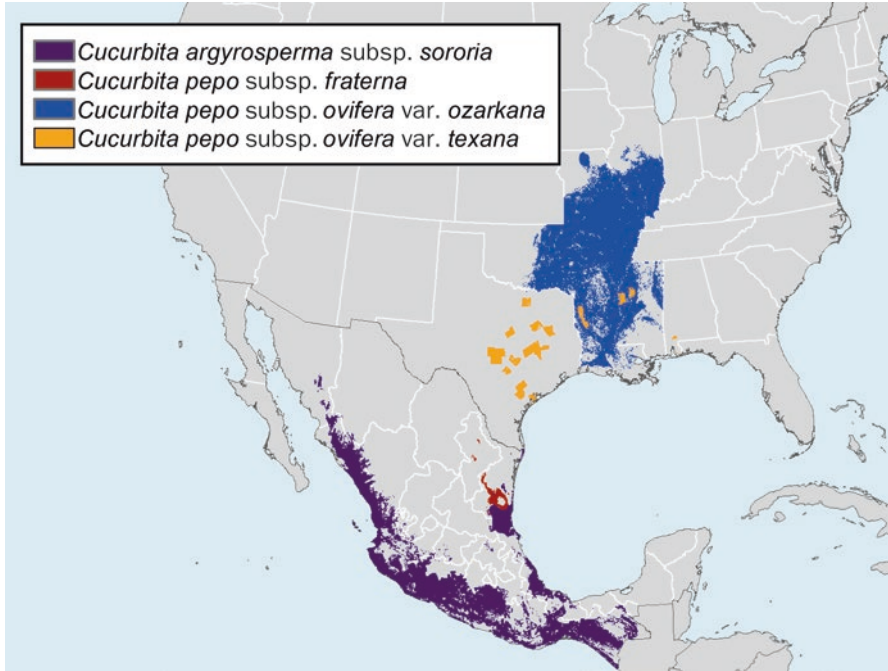 Cucurbita argyrosperma subsp. sororia
Cucurbita pepo subsp. fraterna
Cucurbita pepo subsp. ovifera var. ozarkana
Cucurbita pepo subsp. ovifera var. texana